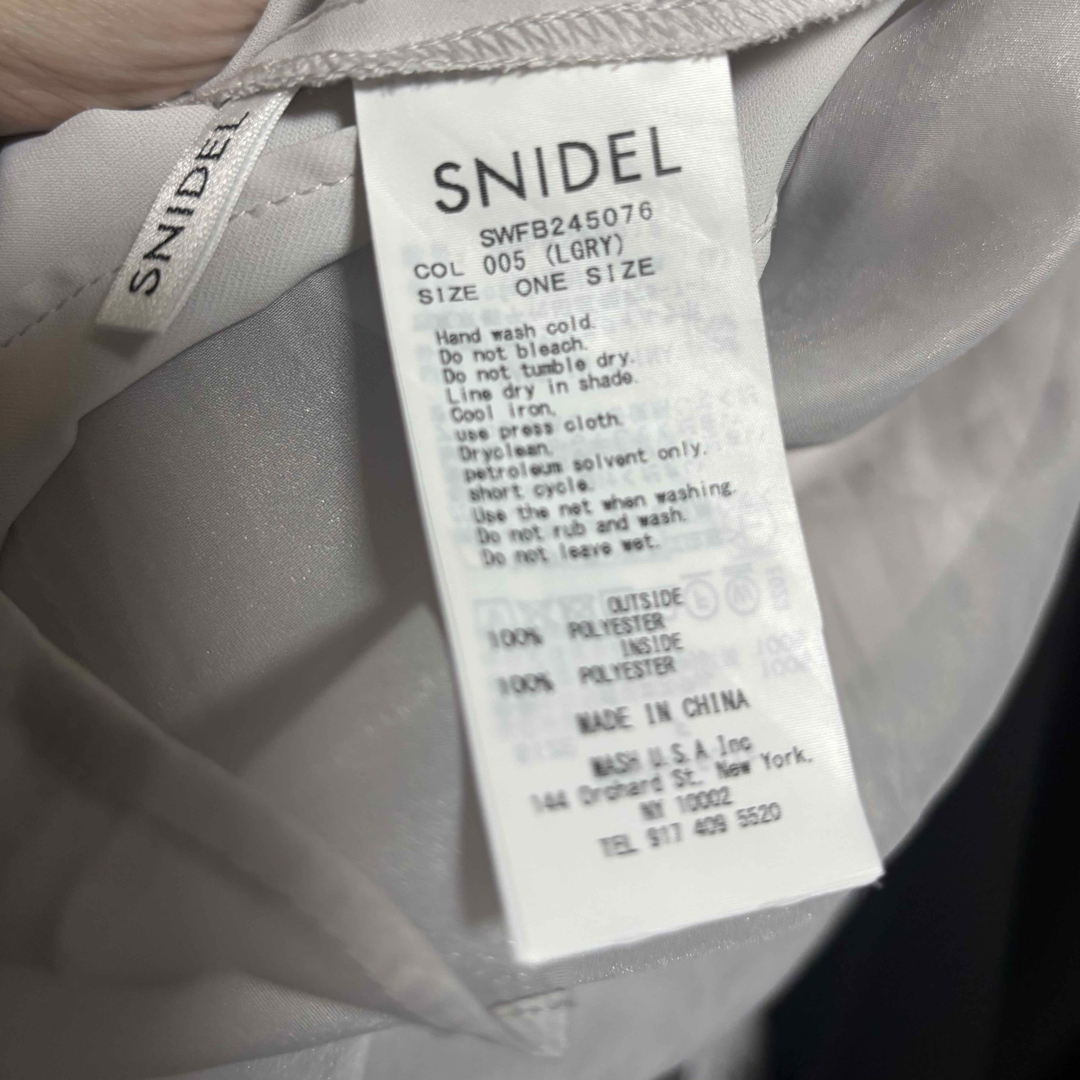 SNIDEL
SNIDEL
SWFB245076
COL 005 (LGRY)
SIZE ONE SIZE
Hand wash cold.
Do not bleach.
Do not tumble dry.
Line dry in shade.
Cool iron.
use press cloth.
Dryclean.
petroleum solvent only.
short cycle.
Use the net when washing.
Do not rub and wash.
Do not leave wet.
OUTSIDE
100% POLYESTER
INSIDE
100% POLYESTER
MADE IN CHINA
MASH U.S.A Inc
144 Orchard St. New York.
NY 10002
TEL 917 409 5520